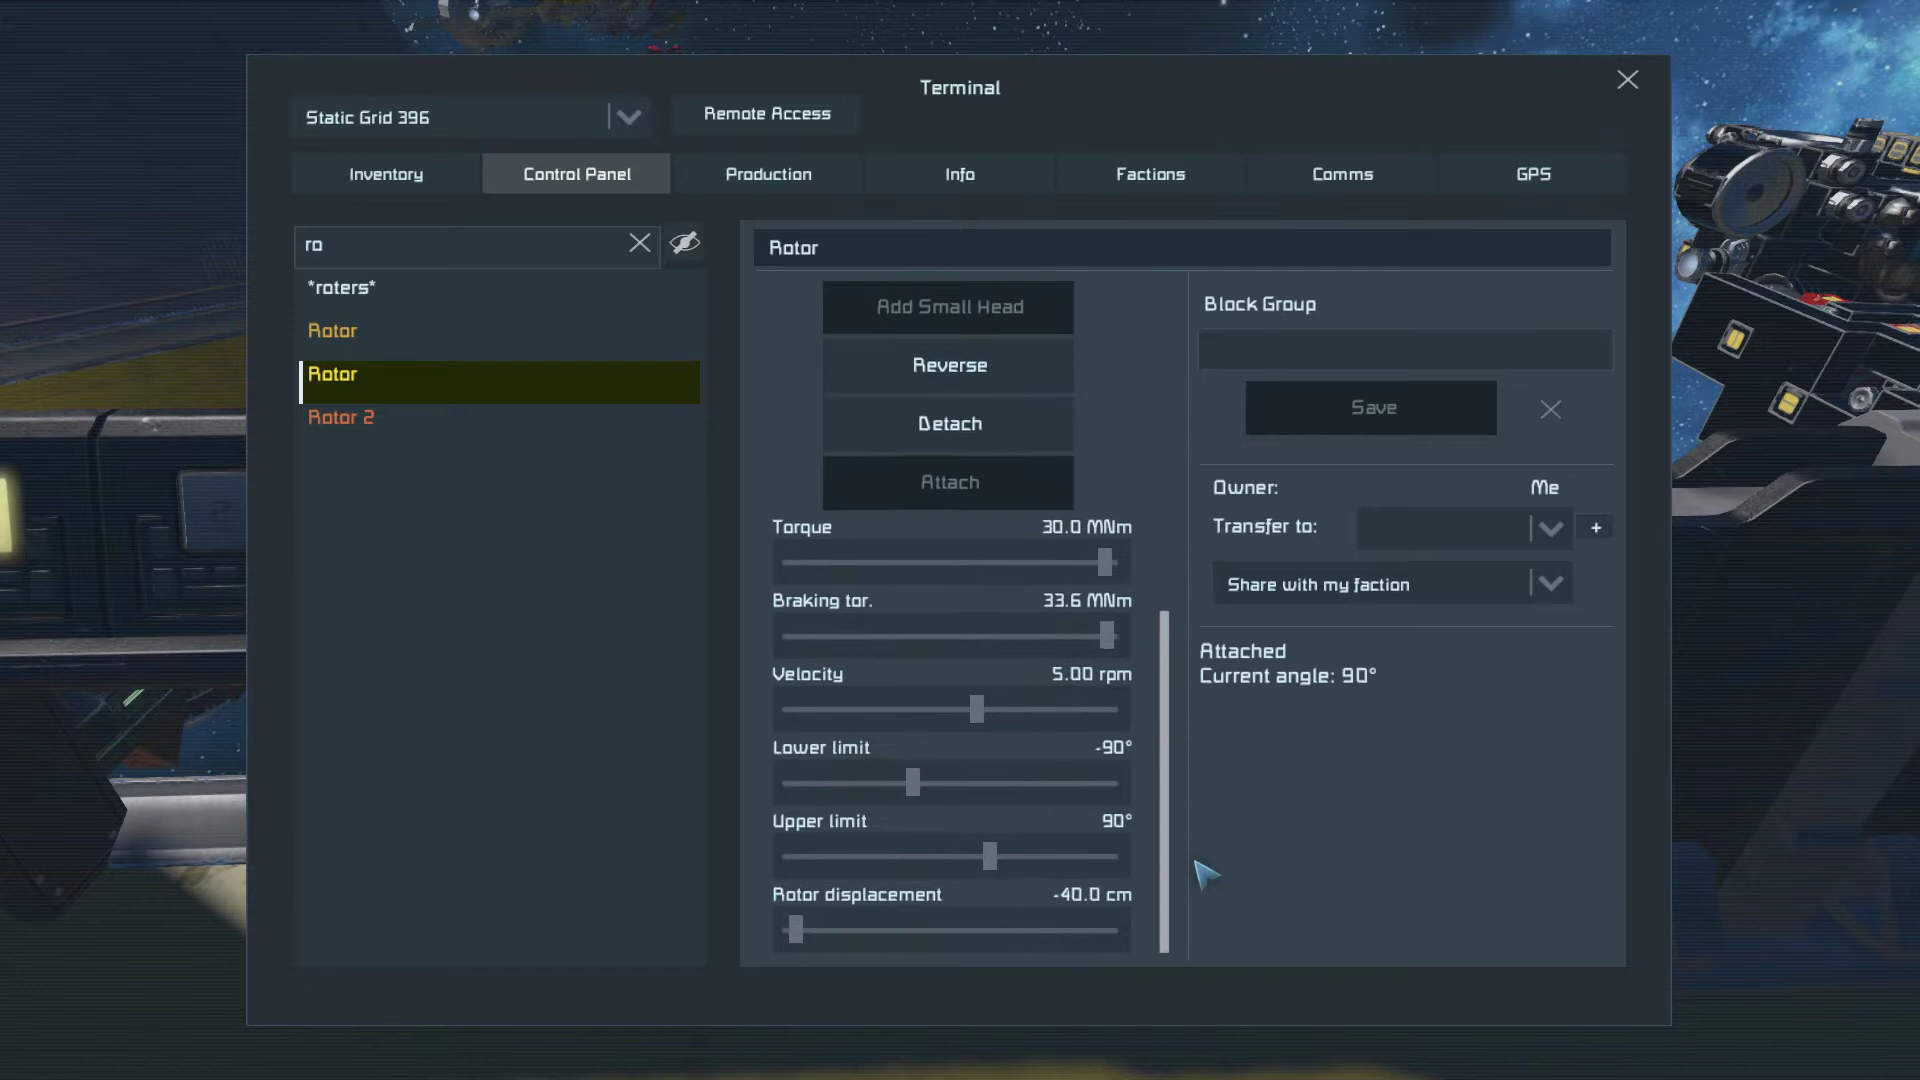 Terminal
Static Grid 396
Remote Access
Inventory
Control Panel
Production
Info
Factions
Comms
GPS
ro
*roters*
Rotor
Rotor
Rotor 2
Rotor
Add Small Head
Reverse
Detach
Attach
Torque 30.0 MNm
Braking tor. 33.6 MNm
Velocity 5.00 rpm
Lower limit -90°
Upper limit 90°
Rotor displacement -40.0 cm
Block Group
Save
Owner: Me
Transfer to: +
Share with my faction
Attached
Current angle: 90°